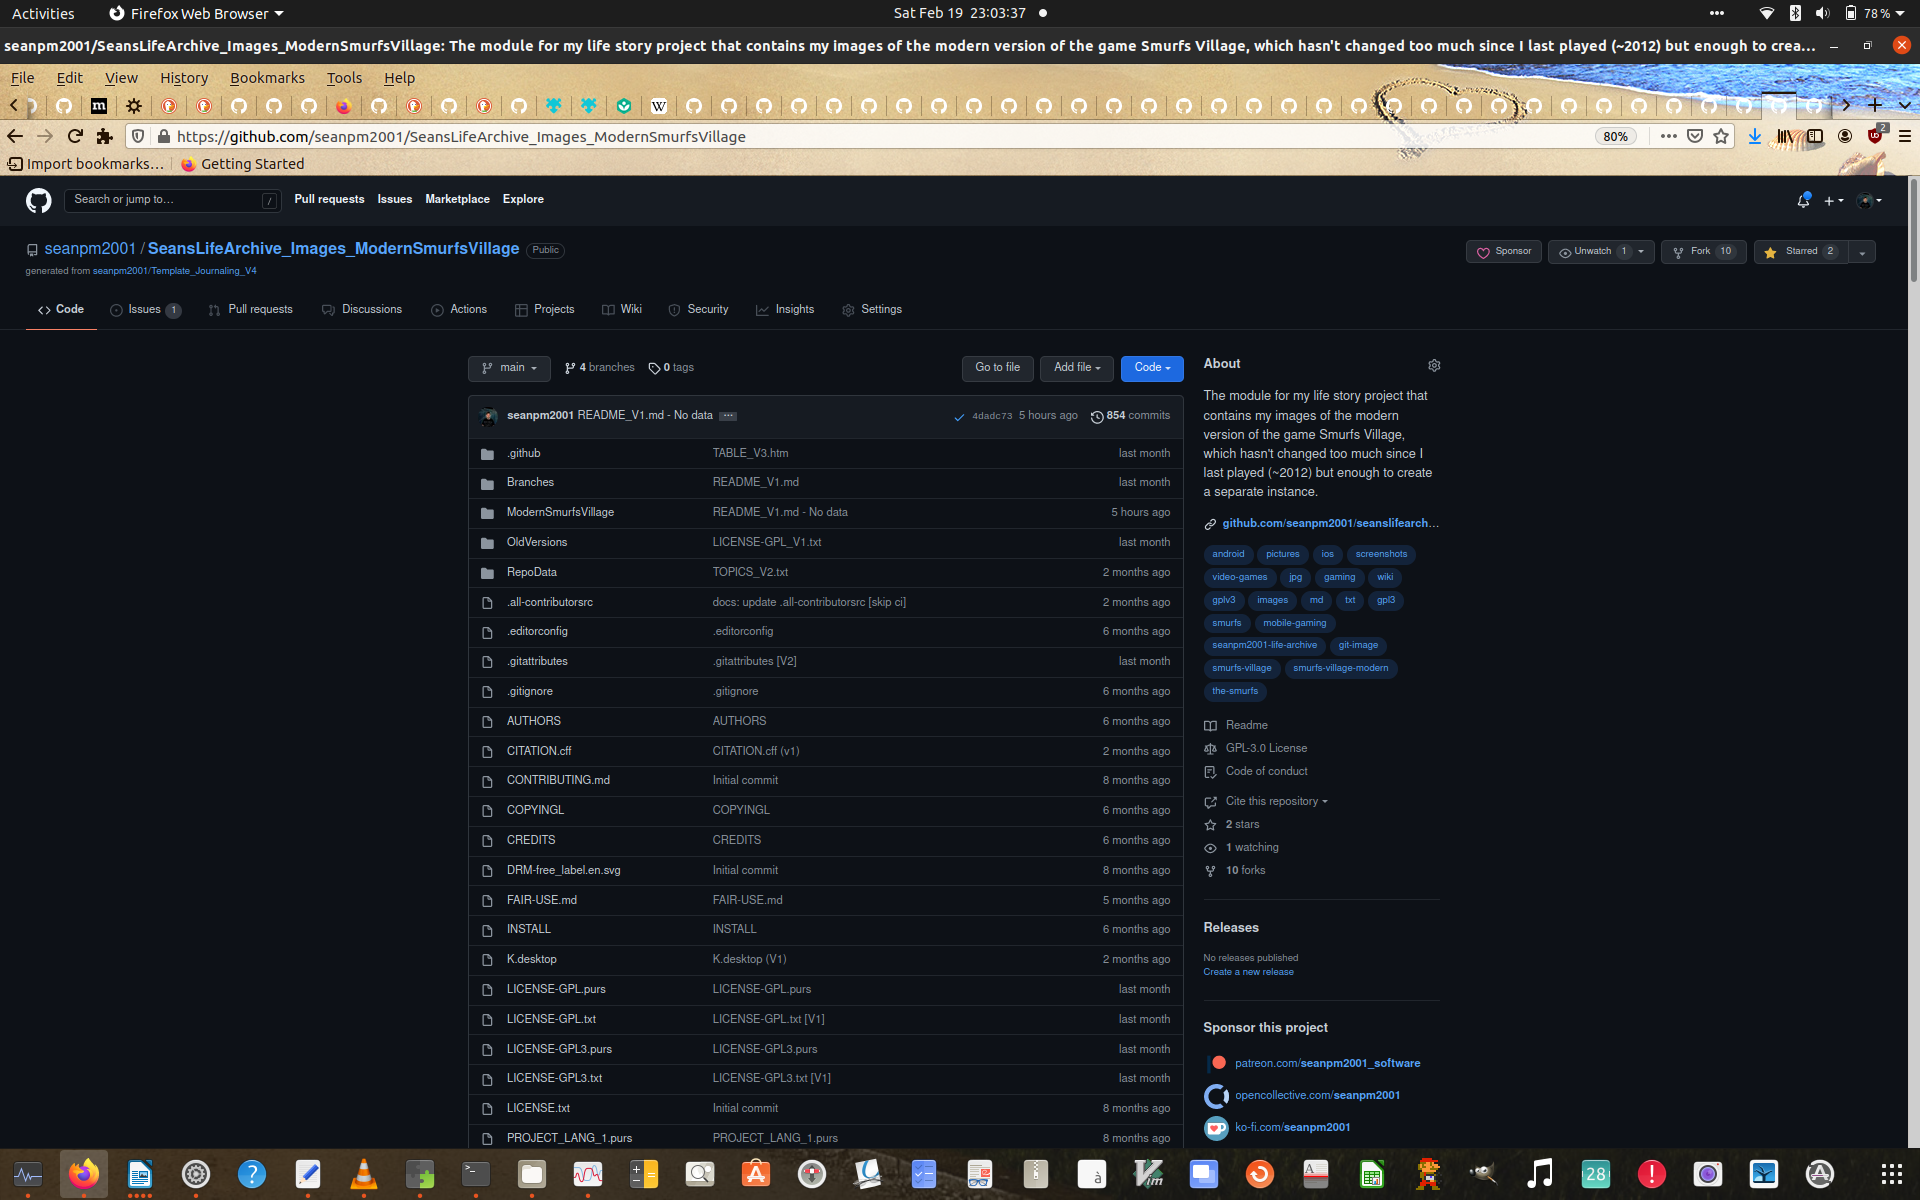 Activities
Firefox Web Browser
Sat Feb 19 23:03:37
78 %
seanpm2001/SeansLifeArchive_Images_ModernSmurfsVillage: The module for my life story project that contains my images of the modern version of the game Smurfs Village, which hasn't changed too much since I last played (~2012) but enough to crea…
File Edit View History Bookmarks Tools Help
https://github.com/seanpm2001/SeansLifeArchive_Images_ModernSmurfsVillage
80%
2
Import bookmarks… Getting Started
Search or jump to… / Pull requests Issues Marketplace Explore
seanpm2001 / SeansLifeArchive_Images_ModernSmurfsVillage Public
generated from seanpm2001/Template_Journaling_V4
Sponsor Unwatch 1 Fork 10 Starred 2
Code Issues 1 Pull requests Discussions Actions Projects Wiki Security Insights Settings
main 4 branches 0 tags Go to file Add file Code
seanpm2001 README_V1.md - No data ... 4dadc73 5 hours ago 854 commits
.github TABLE_V3.htm last month
Branches README_V1.md last month
ModernSmurfsVillage README_V1.md - No data 5 hours ago
OldVersions LICENSE-GPL_V1.txt last month
RepoData TOPICS_V2.txt 2 months ago
.all-contributorsrc docs: update .all-contributorsrc [skip ci] 2 months ago
.editorconfig .editorconfig 6 months ago
.gitattributes .gitattributes [V2] last month
.gitignore .gitignore 6 months ago
AUTHORS AUTHORS 6 months ago
CITATION.cff CITATION.cff (v1) 2 months ago
CONTRIBUTING.md Initial commit 8 months ago
COPYINGL COPYINGL 6 months ago
CREDITS CREDITS 6 months ago
DRM-free_label.en.svg Initial commit 8 months ago
FAIR-USE.md FAIR-USE.md 5 months ago
INSTALL INSTALL 6 months ago
K.desktop K.desktop (V1) 2 months ago
LICENSE-GPL.purs LICENSE-GPL.purs last month
LICENSE-GPL.txt LICENSE-GPL.txt [V1] last month
LICENSE-GPL3.purs LICENSE-GPL3.purs last month
LICENSE-GPL3.txt LICENSE-GPL3.txt [V1] last month
LICENSE.txt Initial commit 8 months ago
PROJECT_LANG_1.purs PROJECT_LANG_1.purs 8 months ago
About
The module for my life story project that
contains my images of the modern
version of the game Smurfs Village,
which hasn't changed too much since I
last played (~2012) but enough to create
a separate instance.
github.com/seanpm2001/seanslifearch…
android pictures ios screenshots
video-games jpg gaming wiki
gplv3 images md txt gpl3
smurfs mobile-gaming
seanpm2001-life-archive git-image
smurfs-village smurfs-village-modern
the-smurfs
Readme
GPL-3.0 License
Code of conduct
Cite this repository
2 stars
1 watching
10 forks
Releases
No releases published
Create a new release
Sponsor this project
patreon.com/seanpm2001_software
opencollective.com/seanpm2001
ko-fi.com/seanpm2001
28